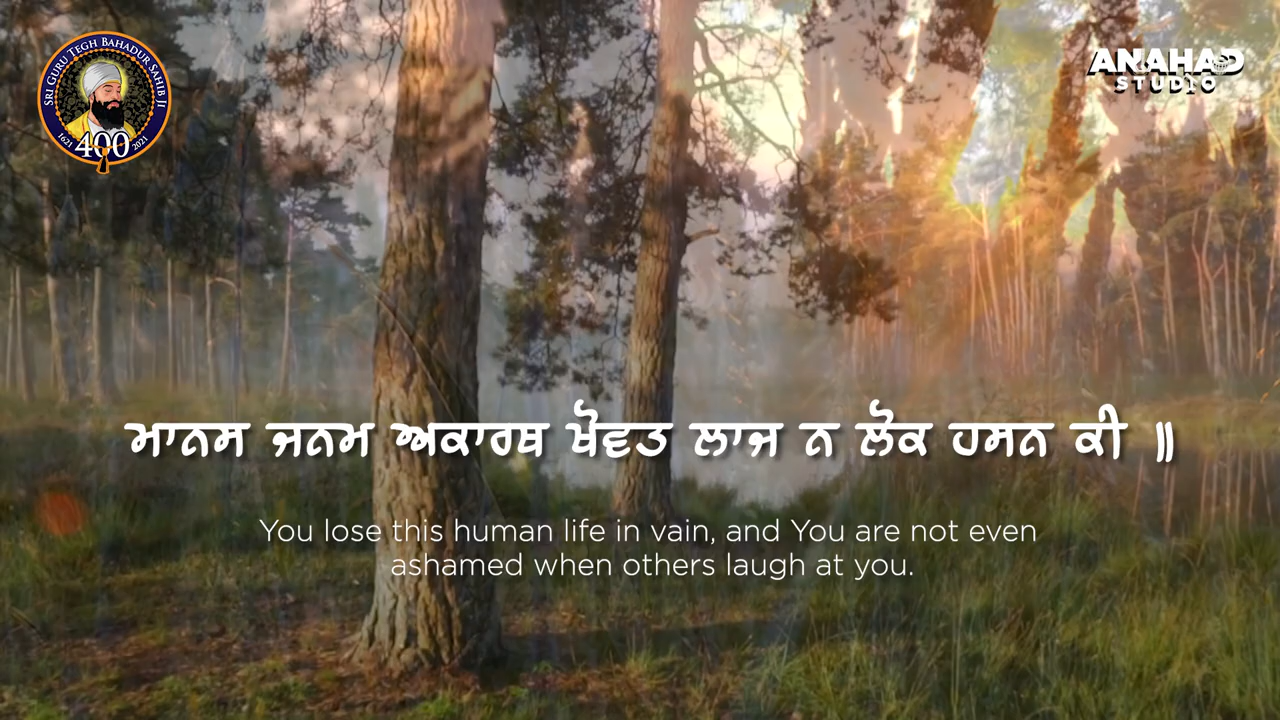 SRI GURU TEGH BAHADUR SAHIB JI
1621 400 2021
ANAHAD
STUDIO
ਮਾਨਸ ਜਨਮ ਅਕਾਰਥ ਖੋਵਤ ਲਾਜ ਨ ਲੋਕ ਹਸਨ ਕੀ ॥
You lose this human life in vain, and You are not even
ashamed when others laugh at you.